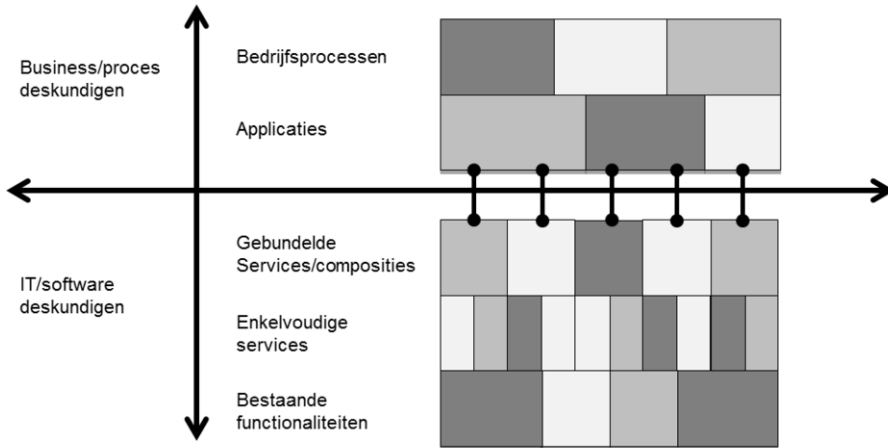 Business/proces
deskundigen
Bedrijfsprocessen
Applicaties
IT/software
deskundigen
Gebundelde
Services/composities
Enkelvoudige
services
Bestaande
functionaliteiten